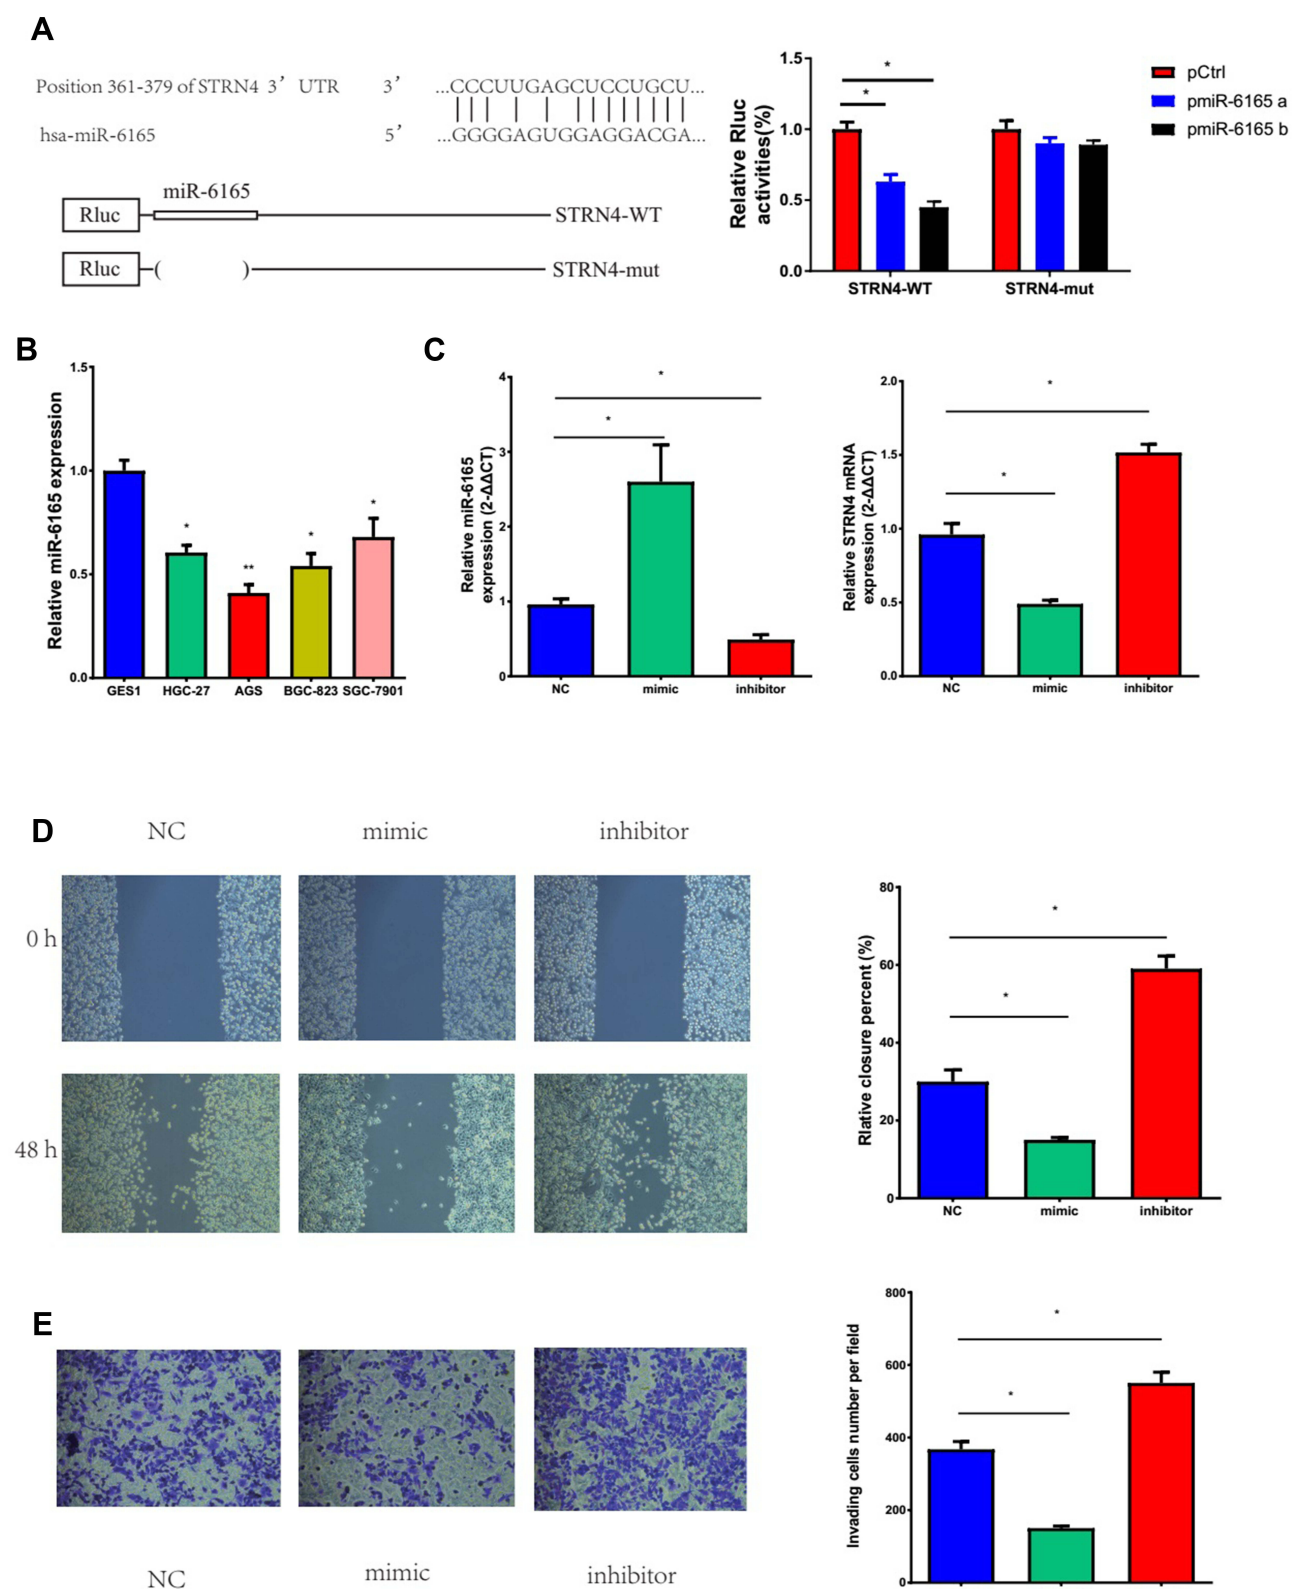 A
Position 361-379 of STRN4 3’ UTR 3’ ...CCCUUGAGCUCCUGCU...
hsa-miR-6165 5’ ...GGGGAGUGGAGGACGA...
miR-6165
Rluc STRN4-WT
Rluc ( ) STRN4-mut
Relative Rluc
activities(%)
1.5
1.0
0.5
0.0
*
*
STRN4-WT STRN4-mut
pCtrl
pmiR-6165 a
pmiR-6165 b
B
Relative miR-6165 expression
1.5
1.0
0.5
0.0
*
**
*
*
GES1 HGC-27 AGS BGC-823 SGC-7901
C
Relative miR-6165
expression (2-ΔΔCT)
4
3
2
1
0
*
*
NC mimic inhibitor
Relative STRN4 mRNA
expression (2-ΔΔCT)
2.0
1.5
1.0
0.5
0.0
*
*
NC mimic inhibitor
D
NC mimic inhibitor
0 h
48 h
Rlative closure percent (%)
80
60
40
20
0
*
*
NC mimic inhibitor
E
NC mimic inhibitor
Invading cells number per field
800
600
400
200
0
*
*